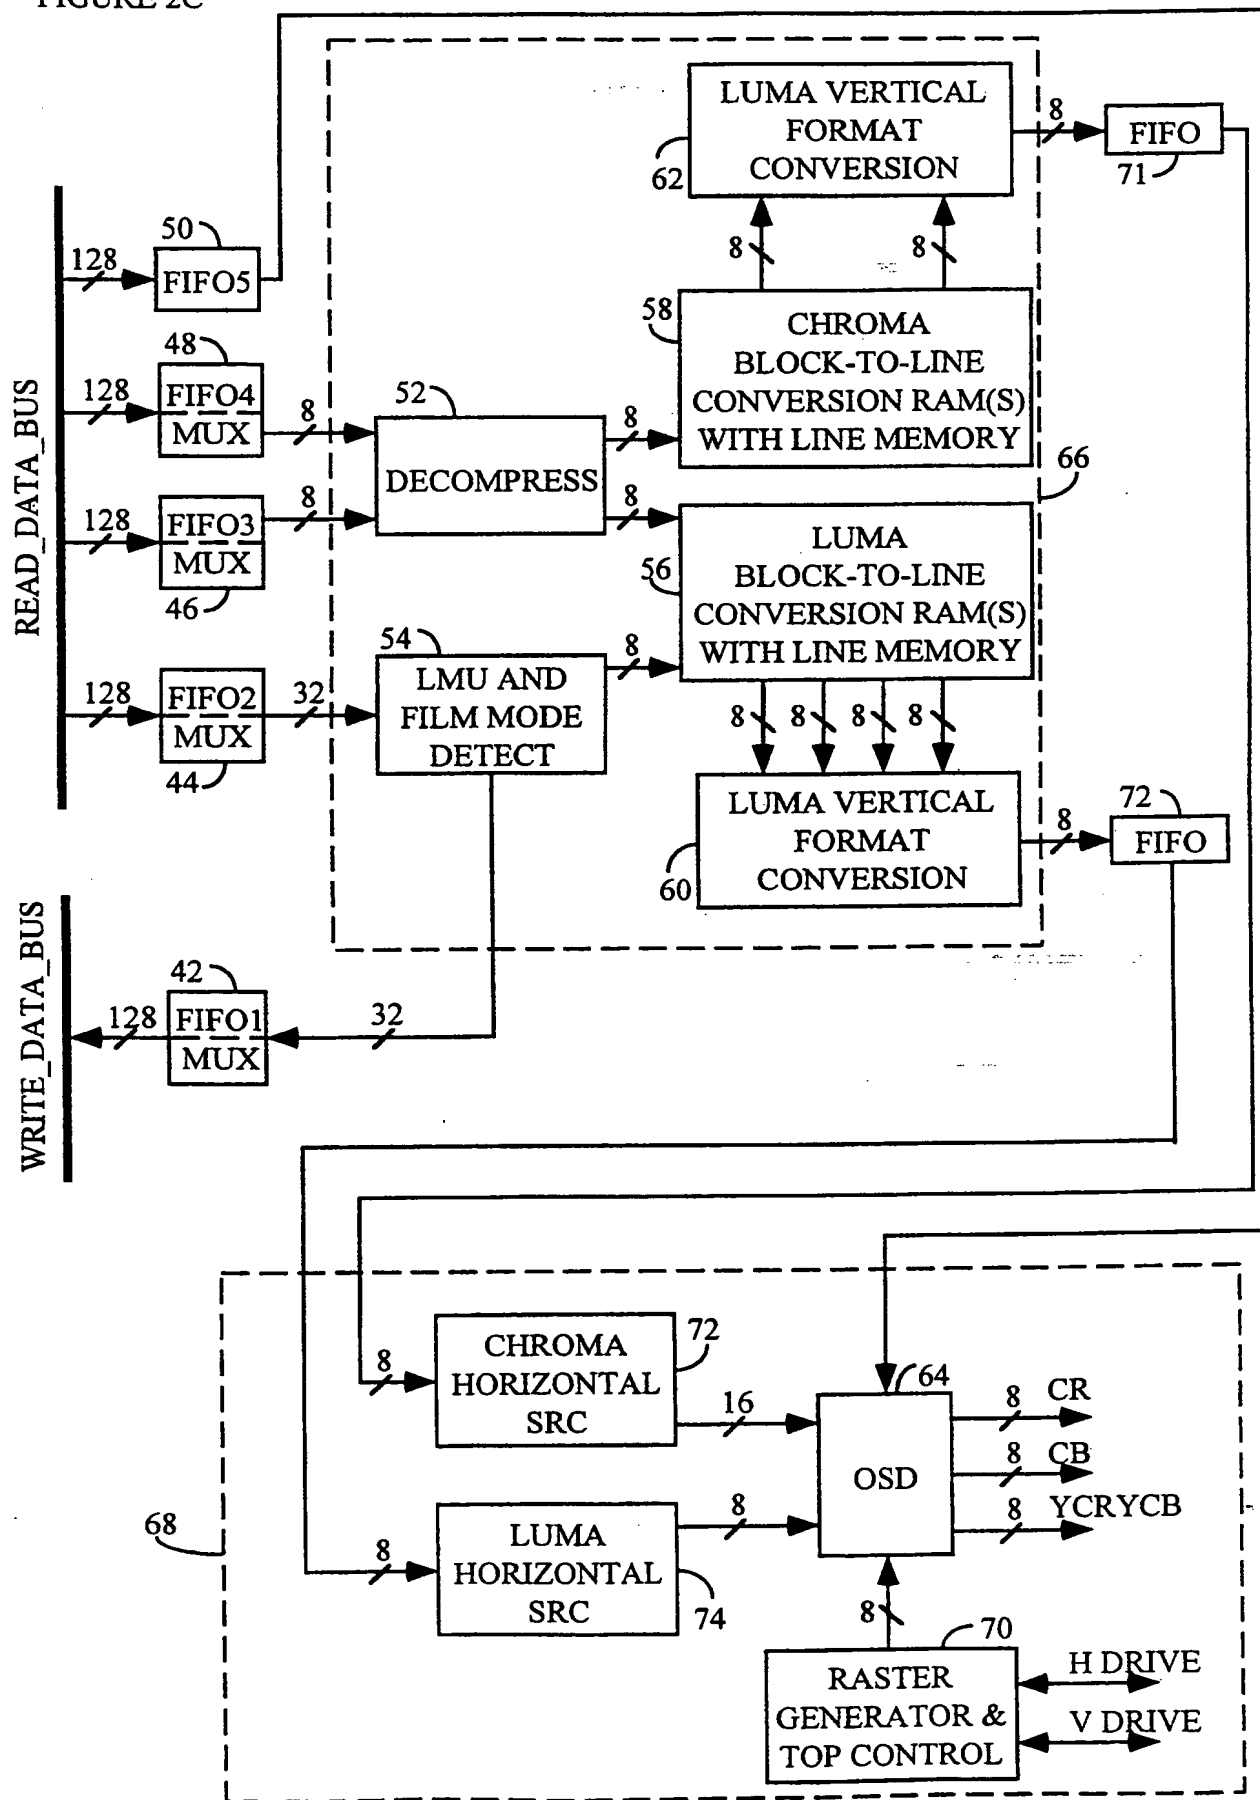 FIGURE 2C
LUMA VERTICAL
FORMAT
CONVERSION
62
8
FIFO
71
8
8
50
128
FIFO5
58
CHROMA
BLOCK-TO-LINE
CONVERSION RAM(S)
WITH LINE MEMORY
READ_DATA_BUS
48
128
FIFO4
MUX
8
52
DECOMPRESS
8
8
66
128
FIFO3
MUX
46
8
56
LUMA
BLOCK-TO-LINE
CONVERSION RAM(S)
WITH LINE MEMORY
54
LMU AND
FILM MODE
DETECT
8
128
FIFO2
MUX
44
32
8
8
8
8
LUMA VERTICAL
FORMAT
CONVERSION
60
8
72
FIFO
WRITE_DATA_BUS
42
128
FIFO1
MUX
32
68
8
CHROMA
HORIZONTAL
SRC
72
16
64
OSD
8
CR
8
CB
8
YCRYCB
8
LUMA
HORIZONTAL
SRC
74
8
8
70
RASTER
GENERATOR &
TOP CONTROL
H DRIVE
V DRIVE